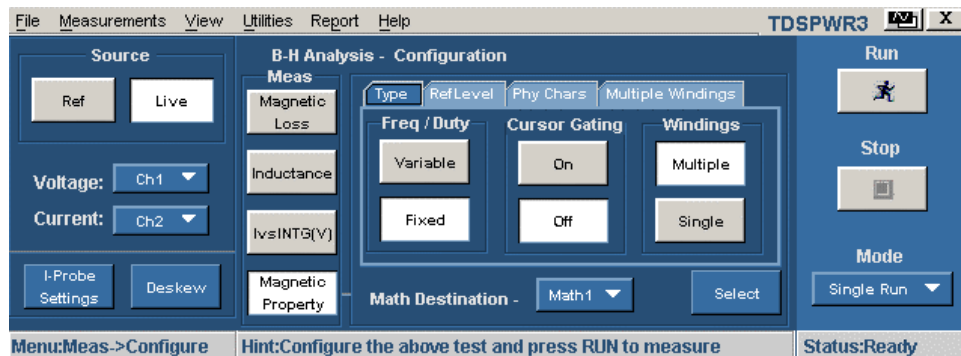 File Measurements View Utilities Report Help
TDSPWR3
X
Source
Ref
Live
Voltage:
Ch1
Current:
Ch2
I-Probe
Settings
Deskew
B-H Analysis - Configuration
Meas
Magnetic
Loss
Inductance
IvsINTG(V)
Magnetic
Property
Type
RefLevel
Phy Chars
Multiple Windings
Freq / Duty
Variable
Fixed
Cursor Gating
On
Off
Windings
Multiple
Single
Math Destination -
Math1
Select
Run
Stop
Mode
Single Run
Menu:Meas->Configure
Hint:Configure the above test and press RUN to measure
Status:Ready